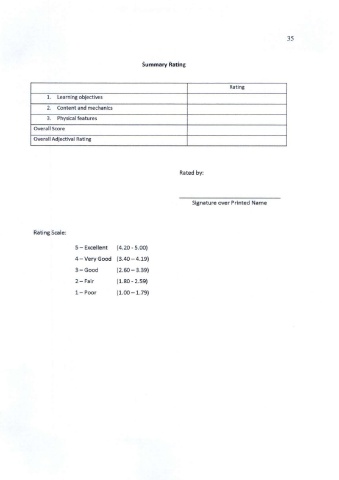 35
Summary Rating
Rating
1. Learning objectives
2. Content and mechanics
3. Physical features
Overall Score
Overall Adjectival Rating
Rated by:
Signature over Printed Name
Rating Scale:
5 – Excellent (4.20 - 5.00)
4 – Very Good (3.40 – 4.19)
3 – Good (2.60 – 3.39)
2 – Fair (1.80 - 2.59)
1 – Poor (1.00 – 1.79)